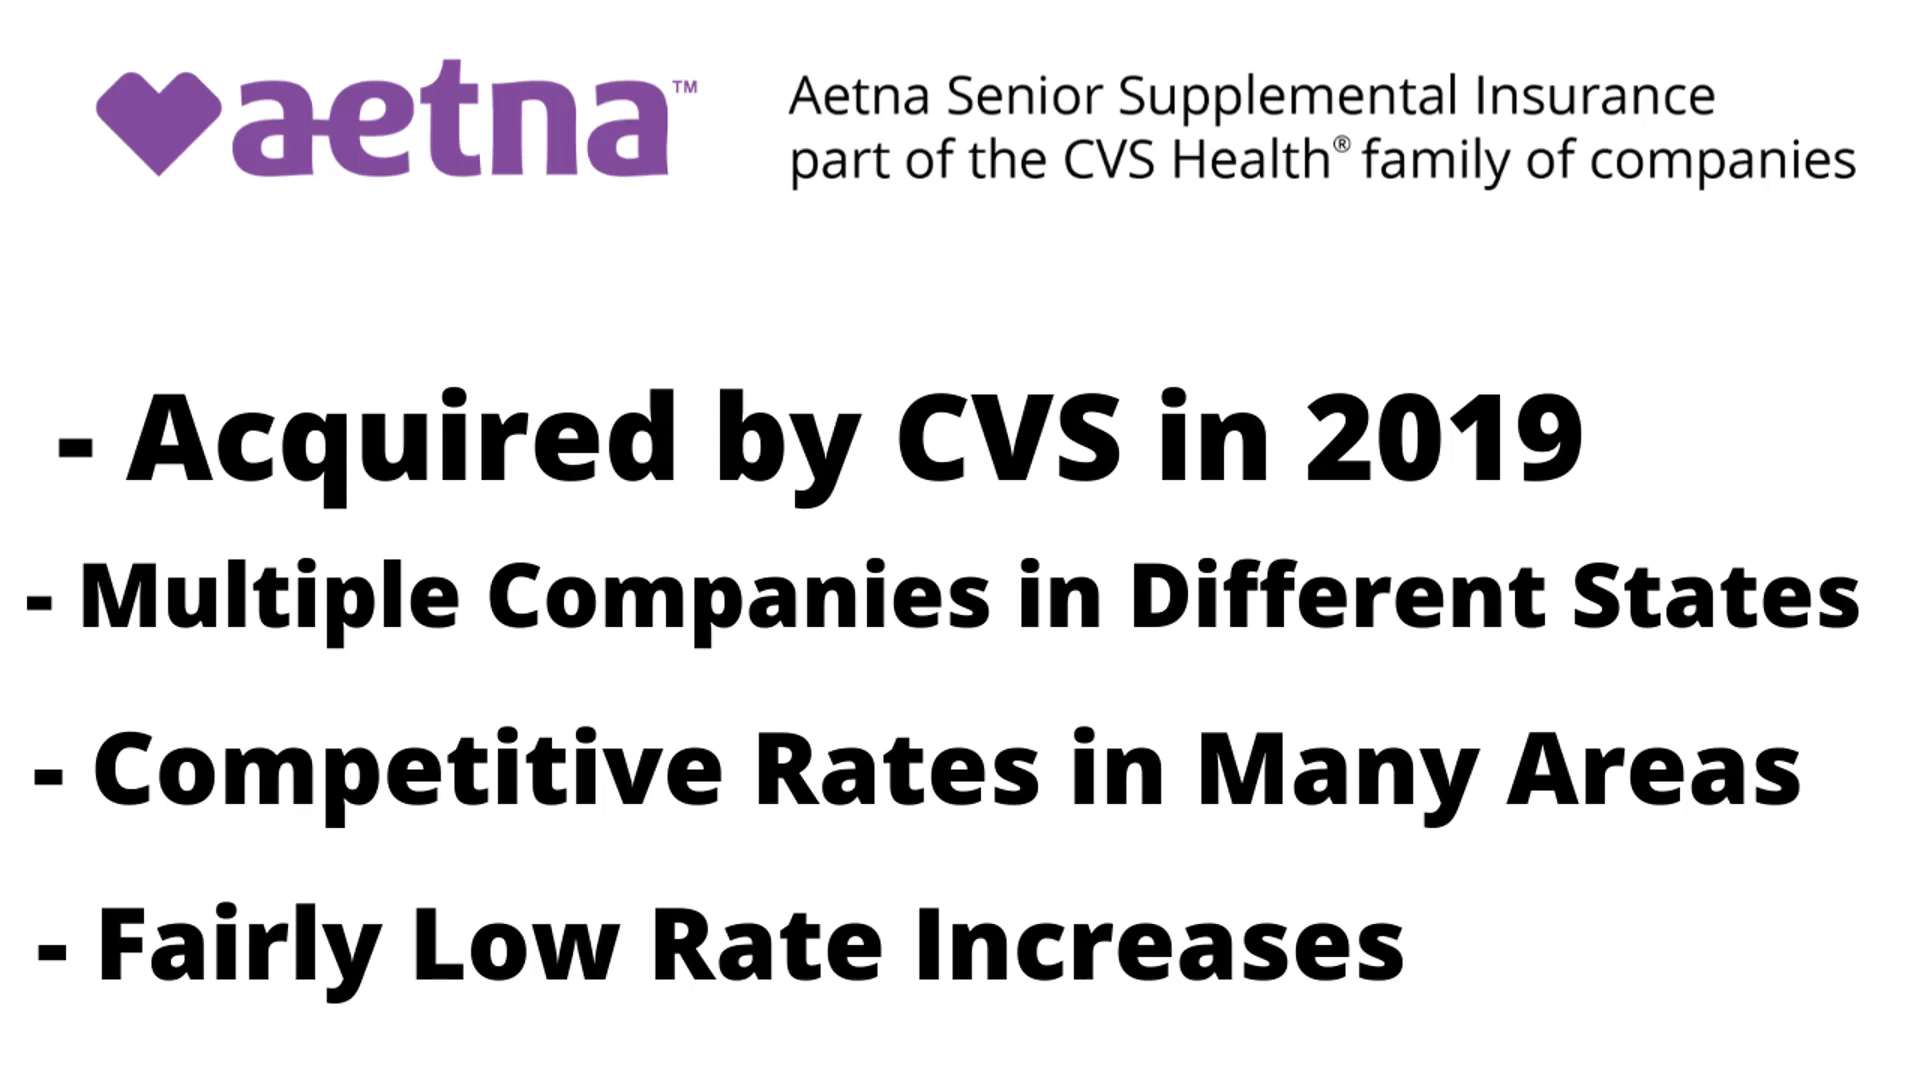 aetna™
Aetna Senior Supplemental Insurance
part of the CVS Health® family of companies
- Acquired by CVS in 2019
- Multiple Companies in Different States
- Competitive Rates in Many Areas
- Fairly Low Rate Increases